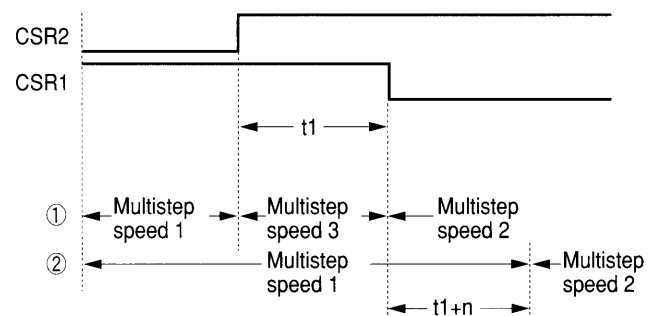 CSR2
CSR1
t1
① Multistep speed 1 Multistep speed 3 Multistep speed 2
② Multistep speed 1 Multistep speed 2
t1+n